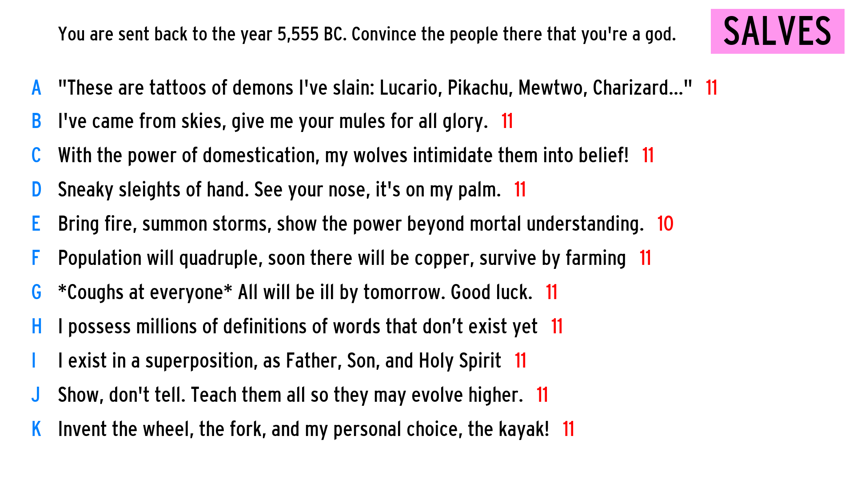 You are sent back to the year 5,555 BC. Convince the people there that you're a god.
SALVES
A "These are tattoos of demons I've slain: Lucario, Pikachu, Mewtwo, Charizard..." 11
B I've came from skies, give me your mules for all glory. 11
C With the power of domestication, my wolves intimidate them into belief! 11
D Sneaky sleights of hand. See your nose, it's on my palm. 11
E Bring fire, summon storms, show the power beyond mortal understanding. 10
F Population will quadruple, soon there will be copper, survive by farming 11
G *Coughs at everyone* All will be ill by tomorrow. Good luck. 11
H I possess millions of definitions of words that don’t exist yet 11
I I exist in a superposition, as Father, Son, and Holy Spirit 11
J Show, don't tell. Teach them all so they may evolve higher. 11
K Invent the wheel, the fork, and my personal choice, the kayak! 11